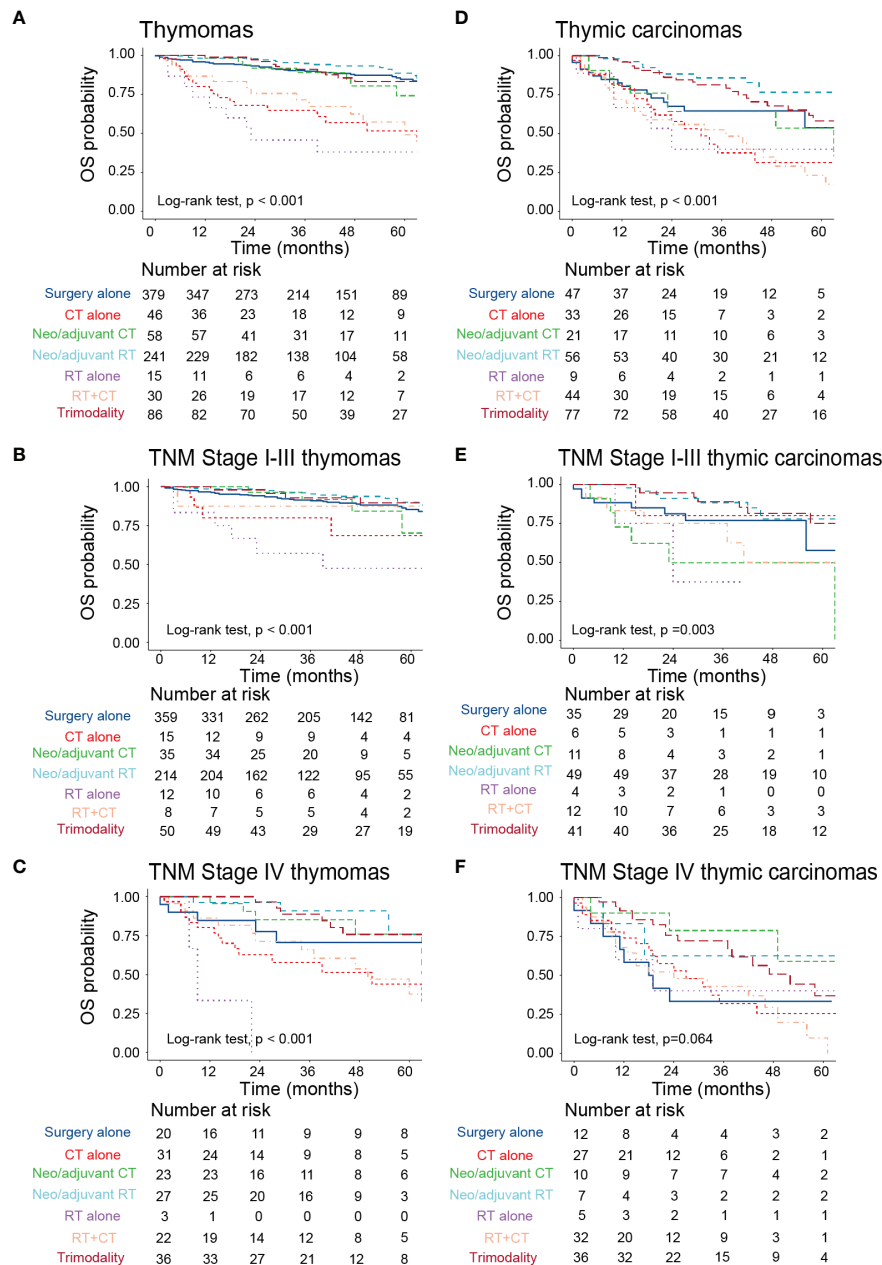 A
Thymomas
OS probability
1.00
0.75
0.50
0.25
0.00
Log-rank test, p < 0.001
0 12 24 36 48 60
Time (months)
Number at risk
Surgery alone 379 347 273 214 151 89
CT alone 46 36 23 18 12 9
Neo/adjuvant CT 58 57 41 31 17 11
Neo/adjuvant RT 241 229 182 138 104 58
RT alone 15 11 6 6 4 2
RT+CT 30 26 19 17 12 7
Trimodality 86 82 70 50 39 27
B
TNM Stage I-III thymomas
OS probability
1.00
0.75
0.50
0.25
0.00
Log-rank test, p < 0.001
0 12 24 36 48 60
Time (months)
Number at risk
Surgery alone 359 331 262 205 142 81
CT alone 15 12 9 9 4 4
Neo/adjuvant CT 35 34 25 20 9 5
Neo/adjuvant RT 214 204 162 122 95 55
RT alone 12 10 6 6 4 2
RT+CT 8 7 5 5 4 2
Trimodality 50 49 43 29 27 19
C
TNM Stage IV thymomas
OS probability
1.00
0.75
0.50
0.25
0.00
Log-rank test, p < 0.001
0 12 24 36 48 60
Time (months)
Number at risk
Surgery alone 20 16 11 9 9 8
CT alone 31 24 14 9 8 5
Neo/adjuvant CT 23 23 16 11 8 6
Neo/adjuvant RT 27 25 20 16 9 3
RT alone 3 1 0 0 0 0
RT+CT 22 19 14 12 8 5
Trimodality 36 33 27 21 12 8
D
Thymic carcinomas
OS probability
1.00
0.75
0.50
0.25
0.00
Log-rank test, p < 0.001
0 12 24 36 48 60
Time (months)
Number at risk
Surgery alone 47 37 24 19 12 5
CT alone 33 26 15 7 3 2
Neo/adjuvant CT 21 17 11 10 6 3
Neo/adjuvant RT 56 53 40 30 21 12
RT alone 9 6 4 2 1 1
RT+CT 44 30 19 15 6 4
Trimodality 77 72 58 40 27 16
E
TNM Stage I-III thymic carcinomas
OS probability
1.00
0.75
0.50
0.25
0.00
Log-rank test, p =0.003
0 12 24 36 48 60
Time (months)
Number at risk
Surgery alone 35 29 20 15 9 3
CT alone 6 5 3 1 1 1
Neo/adjuvant CT 11 8 4 3 2 1
Neo/adjuvant RT 49 49 37 28 19 10
RT alone 4 3 2 1 0 0
RT+CT 12 10 7 6 3 3
Trimodality 41 40 36 25 18 12
F
TNM Stage IV thymic carcinomas
OS probability
1.00
0.75
0.50
0.25
0.00
Log-rank test, p=0.064
0 12 24 36 48 60
Time (months)
Number at risk
Surgery alone 12 8 4 4 3 2
CT alone 27 21 12 6 2 1
Neo/adjuvant CT 10 9 7 7 4 2
Neo/adjuvant RT 7 4 3 2 2 2
RT alone 5 3 2 1 1 1
RT+CT 32 20 12 9 3 1
Trimodality 36 32 22 15 9 4